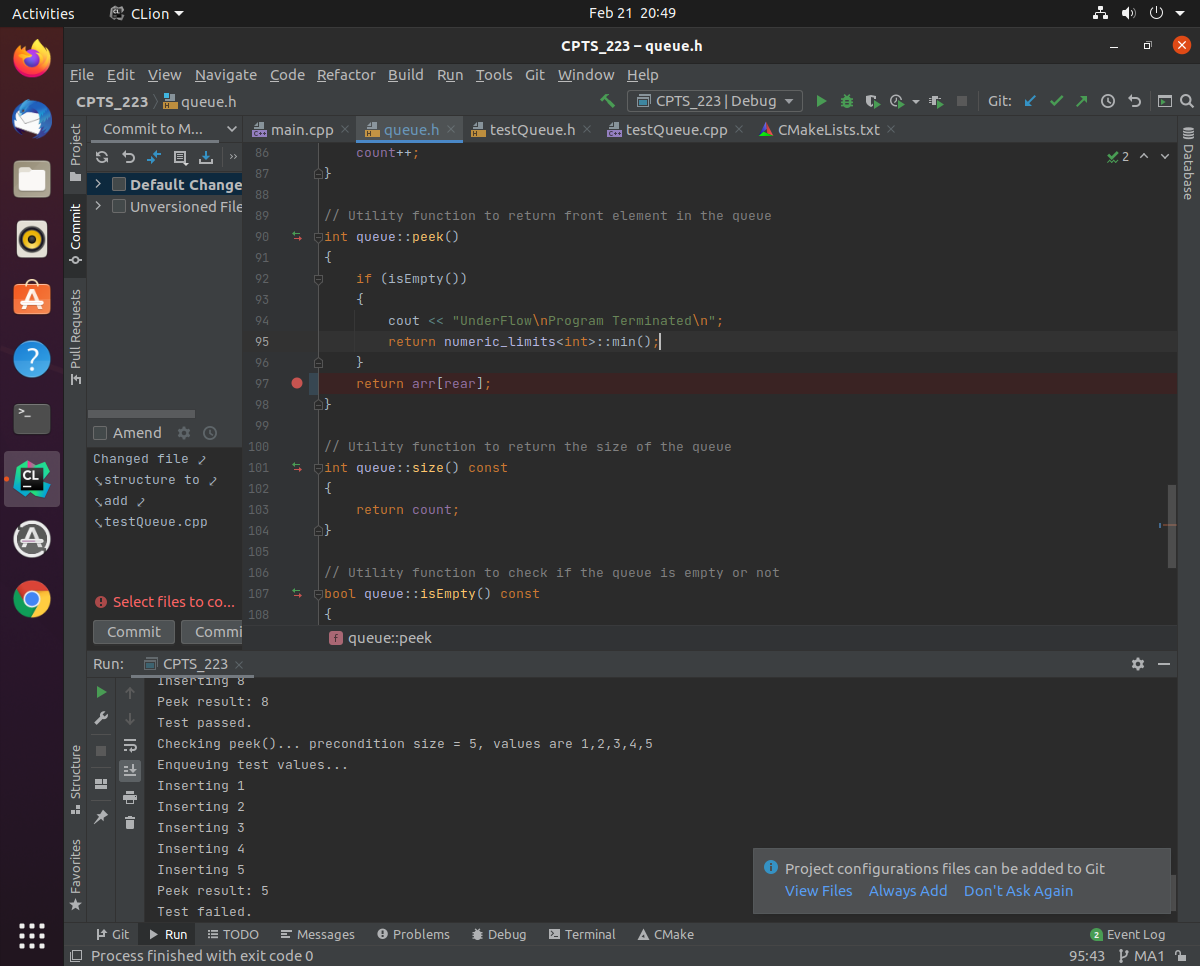 Activities CLion Feb 21 20:49
CPTS_223 – queue.h
File Edit View Navigate Code Refactor Build Run Tools Git Window Help
CPTS_223 queue.h CPTS_223 | Debug Git:
Project
Commit
Pull Requests
Structure
Favorites
Commit to M...
Default Change
Unversioned File
Amend
Changed file
structure to
add
testQueue.cpp
Select files to co...
Commit Commi
main.cpp queue.h testQueue.h testQueue.cpp CMakeLists.txt
2
Database
86 count++;
87 }
88
89 // Utility function to return front element in the queue
90 int queue::peek()
91 {
92 if (isEmpty())
93 {
94 cout << "UnderFlow\nProgram Terminated\n";
95 return numeric_limits<int>::min();
96 }
97 return arr[rear];
98 }
99
100 // Utility function to return the size of the queue
101 int queue::size() const
102 {
103 return count;
104 }
105
106 // Utility function to check if the queue is empty or not
107 bool queue::isEmpty() const
108 {
f queue::peek
Run: CPTS_223
Inserting 8
Peek result: 8
Test passed.
Checking peek()... precondition size = 5, values are 1,2,3,4,5
Enqueuing test values...
Inserting 1
Inserting 2
Inserting 3
Inserting 4
Inserting 5
Peek result: 5
Test failed.
Project configurations files can be added to Git
View Files Always Add Don't Ask Again
Git Run TODO Messages Problems Debug Terminal CMake 2 Event Log
Process finished with exit code 0 95:43 MA1